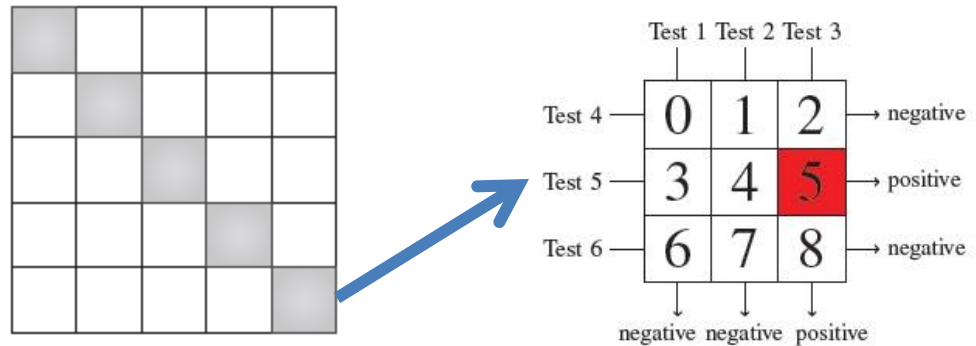 Test 1 Test 2 Test 3
Test 4 0 1 2 negative
Test 5 3 4 5 positive
Test 6 6 7 8 negative
negative negative positive